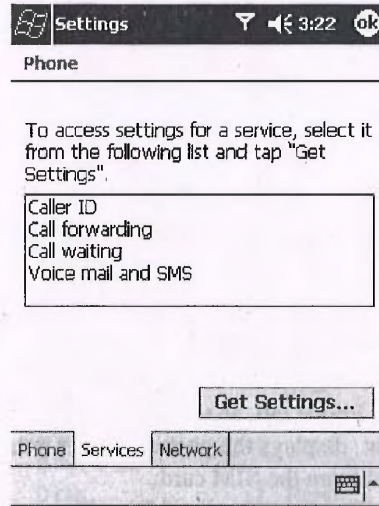 Settings 3:22 ok
Phone
To access settings for a service, select it
from the following list and tap "Get
Settings".
Caller ID
Call forwarding
Call waiting
Voice mail and SMS
Get Settings...
Phone Services Network